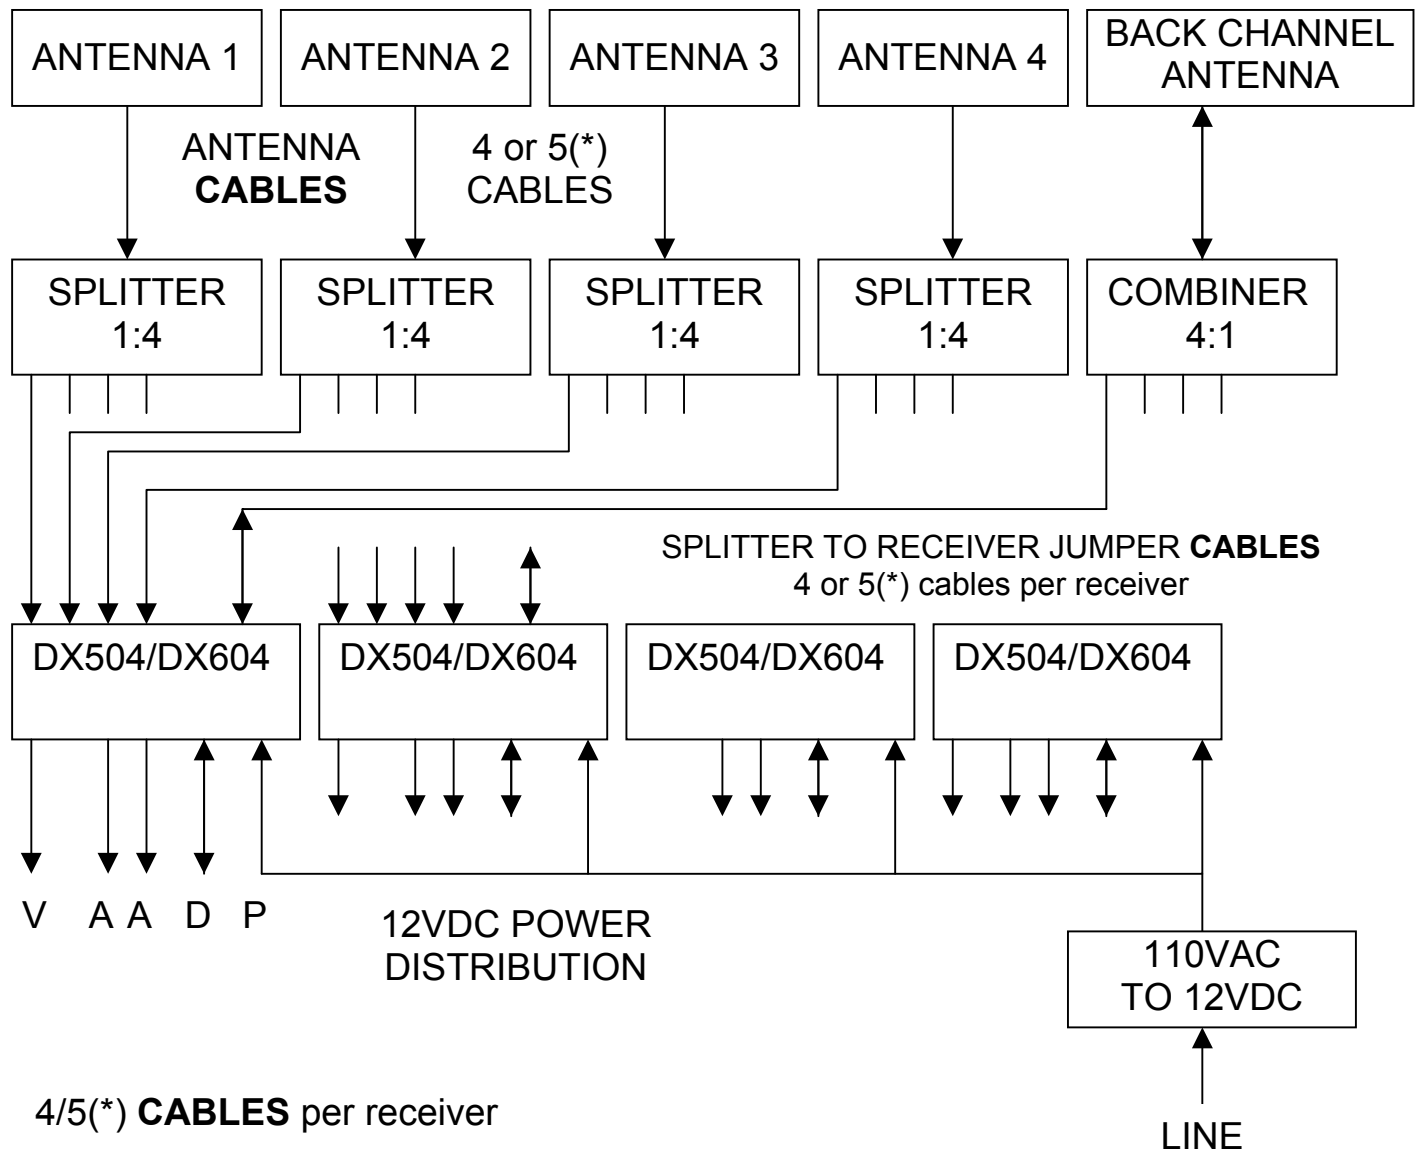 ANTENNA 1
ANTENNA 2
ANTENNA 3
ANTENNA 4
BACK CHANNEL
ANTENNA
ANTENNA
CABLES
4 or 5(*)
CABLES
SPLITTER
1:4
SPLITTER
1:4
SPLITTER
1:4
SPLITTER
1:4
COMBINER
4:1
SPLITTER TO RECEIVER JUMPER CABLES
4 or 5(*) cables per receiver
DX504/DX604
DX504/DX604
DX504/DX604
DX504/DX604
V A A D P
12VDC POWER
DISTRIBUTION
110VAC
TO 12VDC
4/5(*) CABLES per receiver
LINE